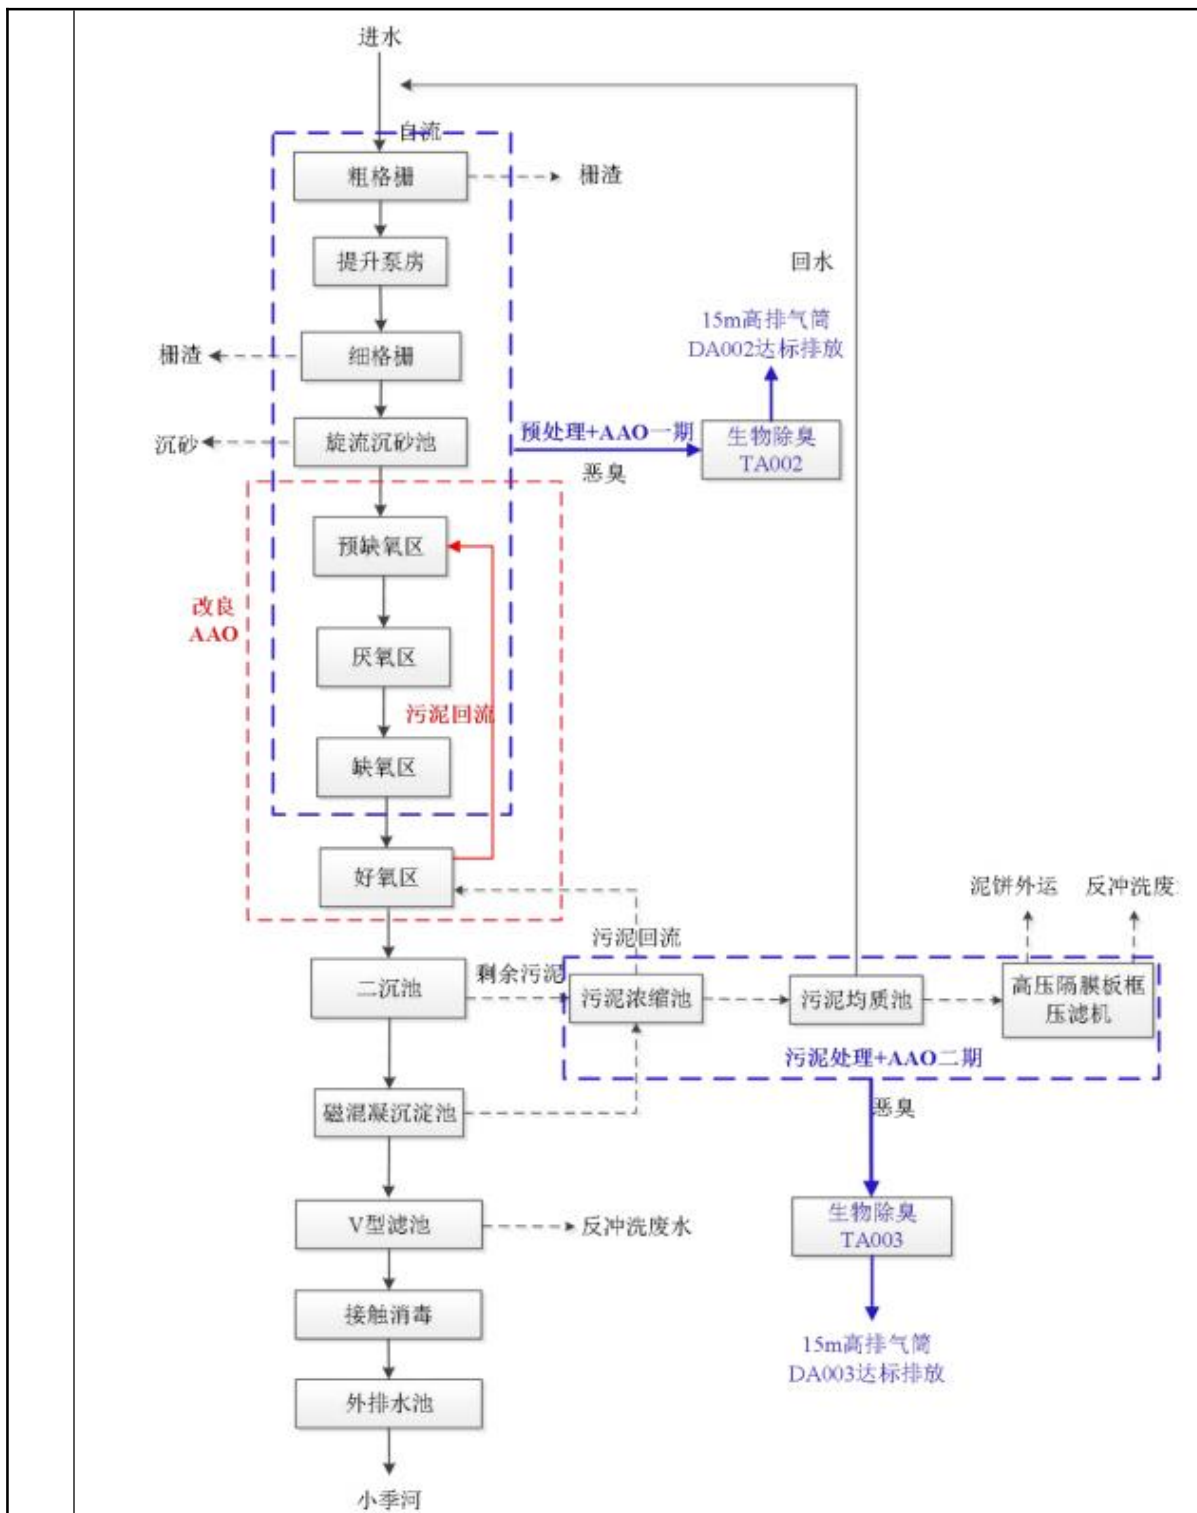 进水
自流
粗格栅
栅渣
提升泵房
回水
15m高排气筒
DA002达标排放
细格栅
栅渣
预处理+AAO一期
恶臭
生物除臭
TA002
旋流沉砂池
沉砂
预缺氧区
改良
AAO
厌氧区
污泥回流
缺氧区
好氧区
泥饼外运
反冲洗废
污泥回流
二沉池
剩余污泥
污泥浓缩池
污泥均质池
高压隔膜板框
压滤机
污泥处理+AAO二期
恶臭
磁混凝沉淀池
V型滤池
反冲洗废水
生物除臭
TA003
接触消毒
15m高排气筒
DA003达标排放
外排水池
小季河